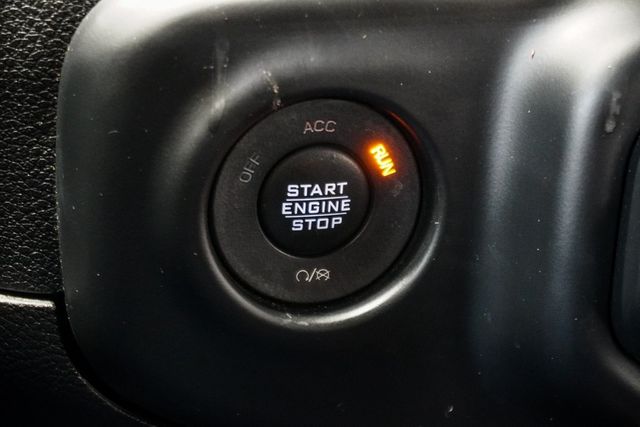 ACC
OFF
RUN
START
ENGINE
STOP